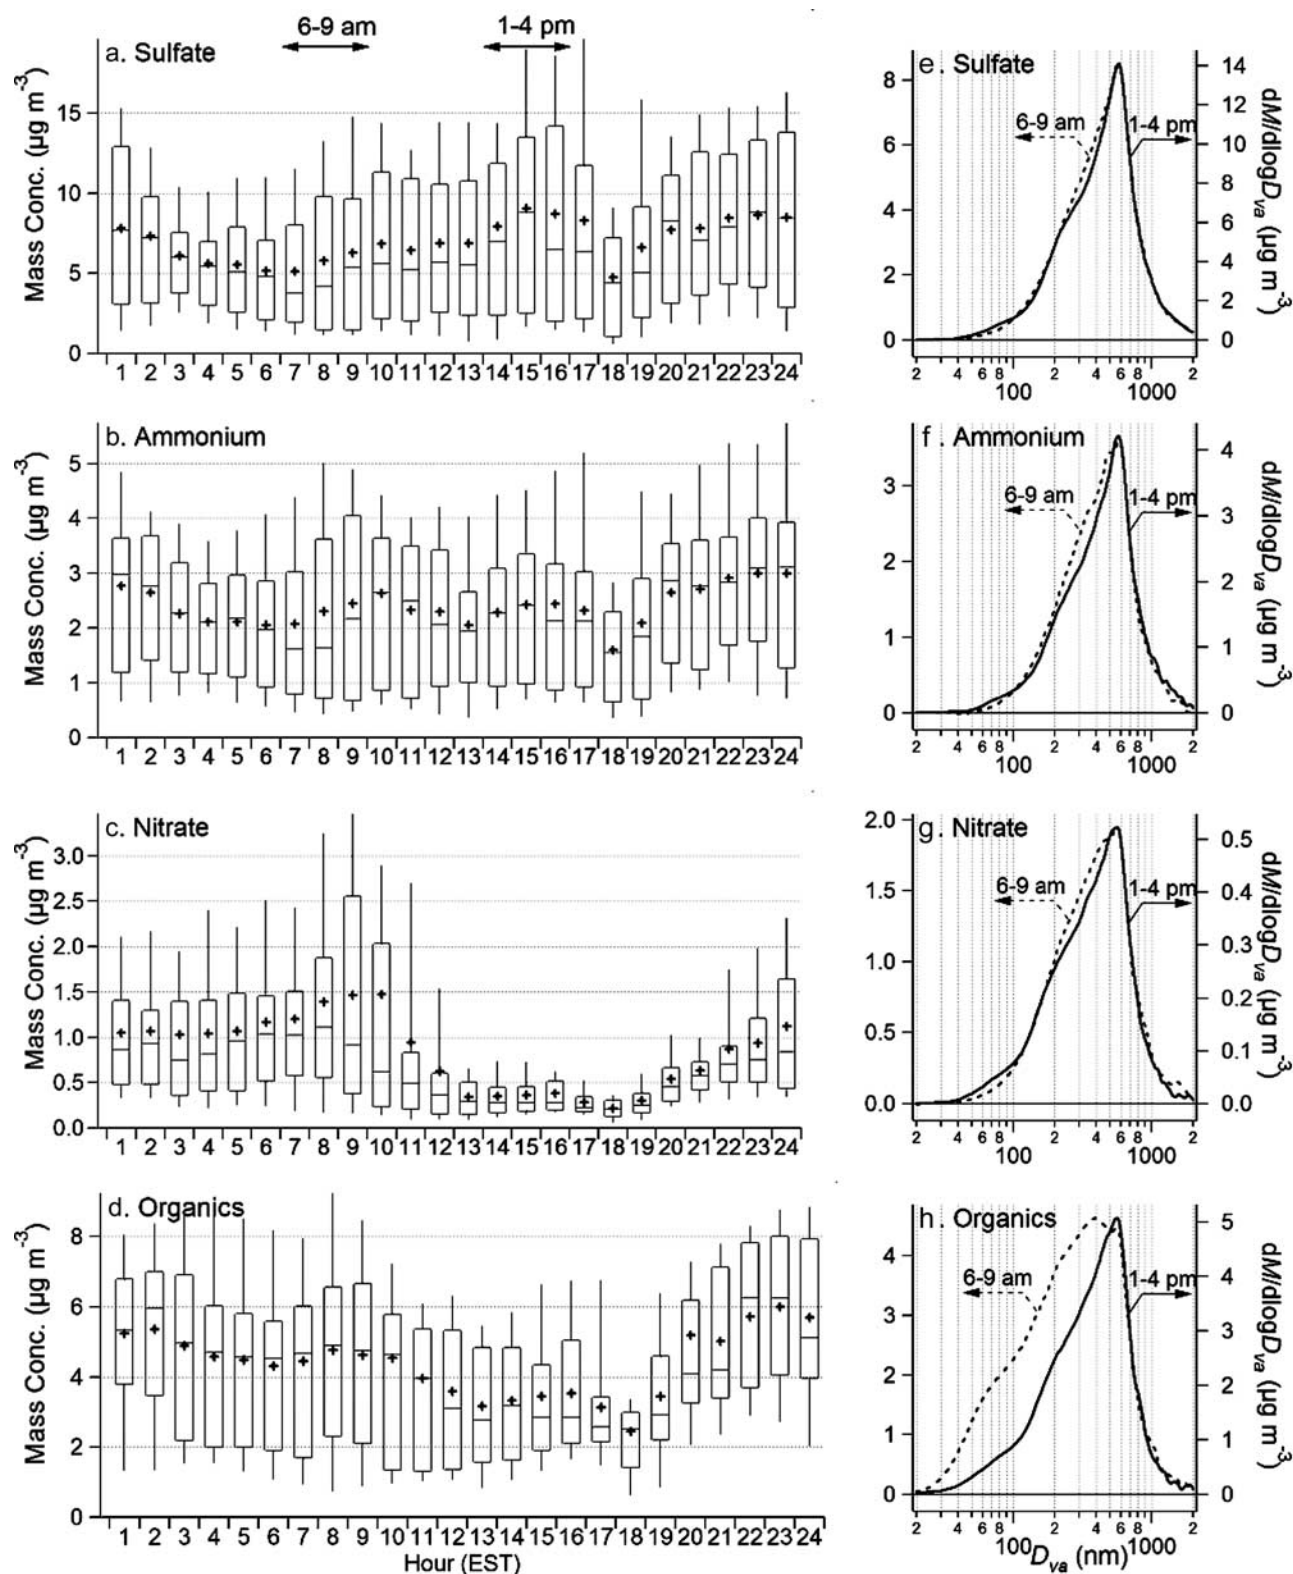 6-9 am
1-4 pm
a. Sulfate
Mass Conc. (µg m⁻³)
15
10
5
0
1 2 3 4 5 6 7 8 9 10 11 12 13 14 15 16 17 18 19 20 21 22 23 24
e. Sulfate
8
6
4
2
0
6-9 am
1-4 pm
14
12
10
8
6
4
2
0
dM/dlogDva (µg m⁻³)
2 4 6 8 100 2 4 6 8 1000 2
b. Ammonium
Mass Conc. (µg m⁻³)
5
4
3
2
1
0
1 2 3 4 5 6 7 8 9 10 11 12 13 14 15 16 17 18 19 20 21 22 23 24
f. Ammonium
3
2
1
0
6-9 am
1-4 pm
4
3
2
1
0
dM/dlogDva (µg m⁻³)
2 4 6 8 100 2 4 6 8 1000 2
c. Nitrate
Mass Conc. (µg m⁻³)
3.0
2.5
2.0
1.5
1.0
0.5
0.0
1 2 3 4 5 6 7 8 9 10 11 12 13 14 15 16 17 18 19 20 21 22 23 24
g. Nitrate
2.0
1.5
1.0
0.5
0.0
6-9 am
1-4 pm
0.5
0.4
0.3
0.2
0.1
0.0
dM/dlogDva (µg m⁻³)
2 4 6 8 100 2 4 6 8 1000 2
d. Organics
Mass Conc. (µg m⁻³)
8
6
4
2
0
1 2 3 4 5 6 7 8 9 10 11 12 13 14 15 16 17 18 19 20 21 22 23 24
Hour (EST)
h. Organics
4
3
2
1
0
6-9 am
1-4 pm
5
4
3
2
1
0
dM/dlogDva (µg m⁻³)
2 4 6 8 100 2 4 6 8 1000 2
Dva (nm)